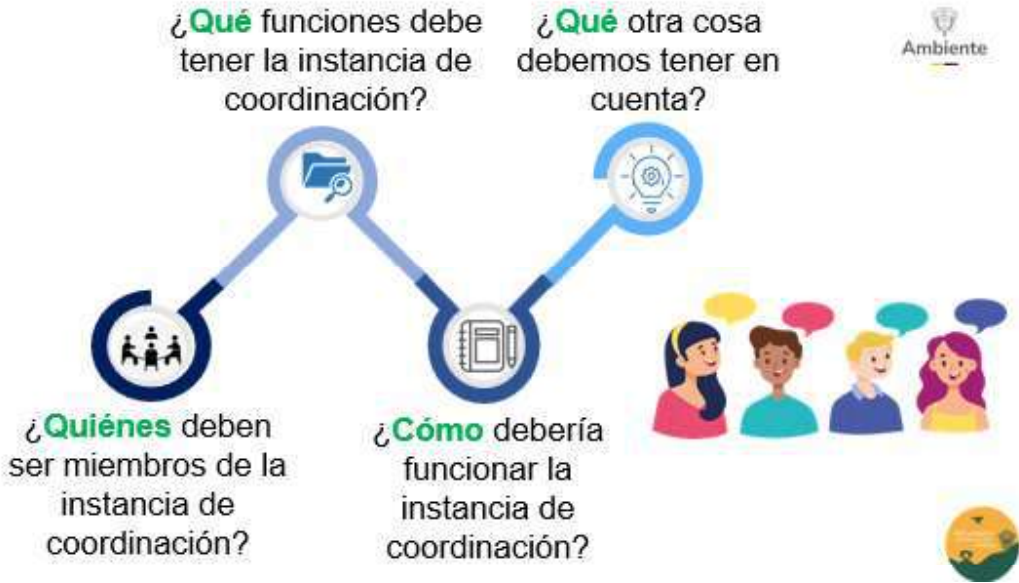 ¿Qué funciones debe
tener la instancia de
coordinación?
¿Qué otra cosa
debemos tener en
cuenta?
Ambiente
¿Quiénes deben
ser miembros de la
instancia de
coordinación?
¿Cómo debería
funcionar la
instancia de
coordinación?